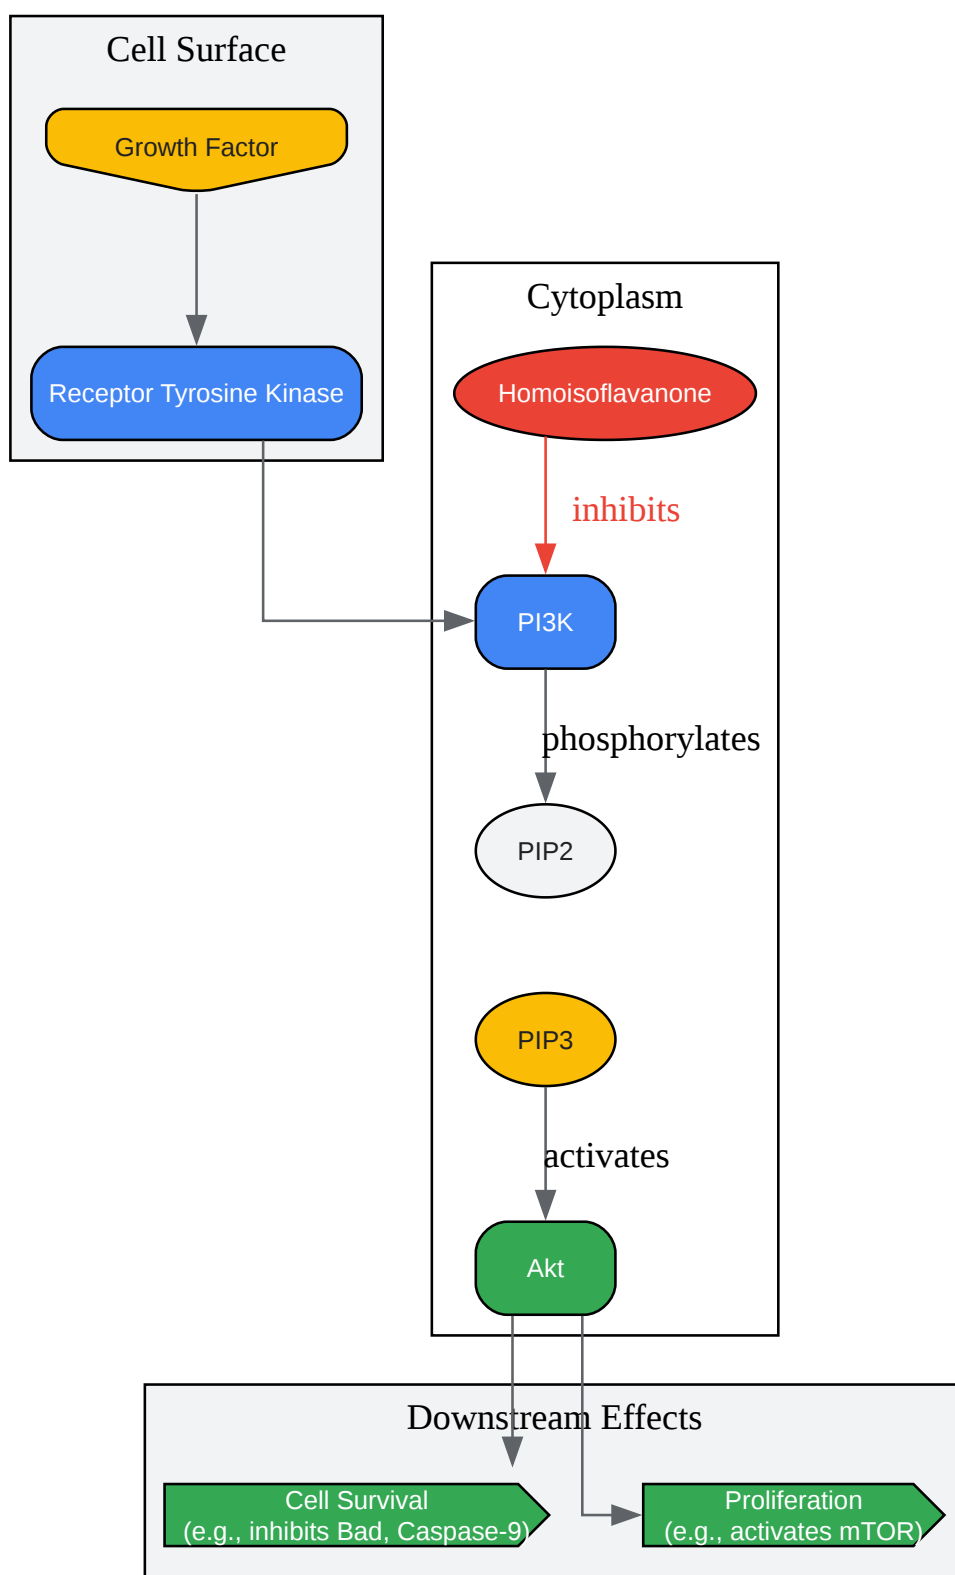 Cell Surface
Growth Factor
Receptor Tyrosine Kinase
Cytoplasm
Homoisoflavanone
inhibits
PI3K
phosphorylates
PIP2
PIP3
activates
Akt
Downstream Effects
Cell Survival
(e.g., inhibits Bad, Caspase-9)
Proliferation
(e.g., activates mTOR)